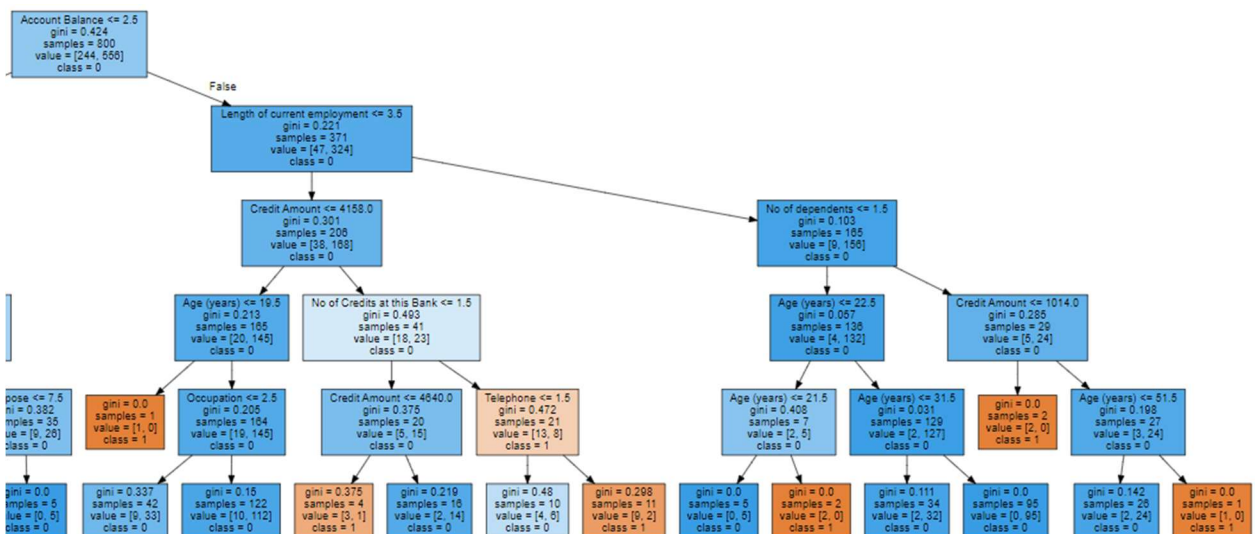 Account Balance <= 2.5
gini = 0.424
samples = 800
value = [244, 556]
class = 0
False
Length of current employment <= 3.5
gini = 0.221
samples = 371
value = [47, 324]
class = 0
Credit Amount <= 4158.0
gini = 0.301
samples = 206
value = [38, 168]
class = 0
No of dependents <= 1.5
gini = 0.103
samples = 165
value = [9, 156]
class = 0
Age (years) <= 19.5
gini = 0.213
samples = 165
value = [20, 145]
class = 0
No of Credits at this Bank <= 1.5
gini = 0.493
samples = 41
value = [18, 23]
class = 0
Age (years) <= 22.5
gini = 0.057
samples = 136
value = [4, 132]
class = 0
Credit Amount <= 1014.0
gini = 0.285
samples = 29
value = [5, 24]
class = 0
pose <= 7.5
ni = 0.382
mples = 35
ue = [9, 26]
class = 0
gini = 0.0
samples = 1
value = [1, 0]
class = 1
Occupation <= 2.5
gini = 0.205
samples = 164
value = [19, 145]
class = 0
Credit Amount <= 4640.0
gini = 0.375
samples = 20
value = [5, 15]
class = 0
Telephone <= 1.5
gini = 0.472
samples = 21
value = [13, 8]
class = 1
Age (years) <= 21.5
gini = 0.408
samples = 7
value = [2, 5]
class = 0
Age (years) <= 31.5
gini = 0.031
samples = 129
value = [2, 127]
class = 0
gini = 0.0
samples = 2
value = [2, 0]
class = 1
Age (years) <= 51.5
gini = 0.198
samples = 27
value = [3, 24]
class = 0
gini = 0.0
mples = 5
lue = [0, 5]
class = 0
gini = 0.337
samples = 42
value = [9, 33]
class = 0
gini = 0.15
samples = 122
value = [10, 112]
class = 0
gini = 0.375
samples = 4
value = [3, 1]
class = 1
gini = 0.219
samples = 16
value = [2, 14]
class = 0
gini = 0.48
samples = 10
value = [4, 6]
class = 0
gini = 0.298
samples = 11
value = [9, 2]
class = 1
gini = 0.0
samples = 5
value = [0, 5]
class = 0
gini = 0.0
samples = 2
value = [2, 0]
class = 1
gini = 0.111
samples = 34
value = [2, 32]
class = 0
gini = 0.0
samples = 95
value = [0, 95]
class = 0
gini = 0.142
samples = 26
value = [2, 24]
class = 0
gini = 0.0
samples = 1
value = [1, 0]
class = 1